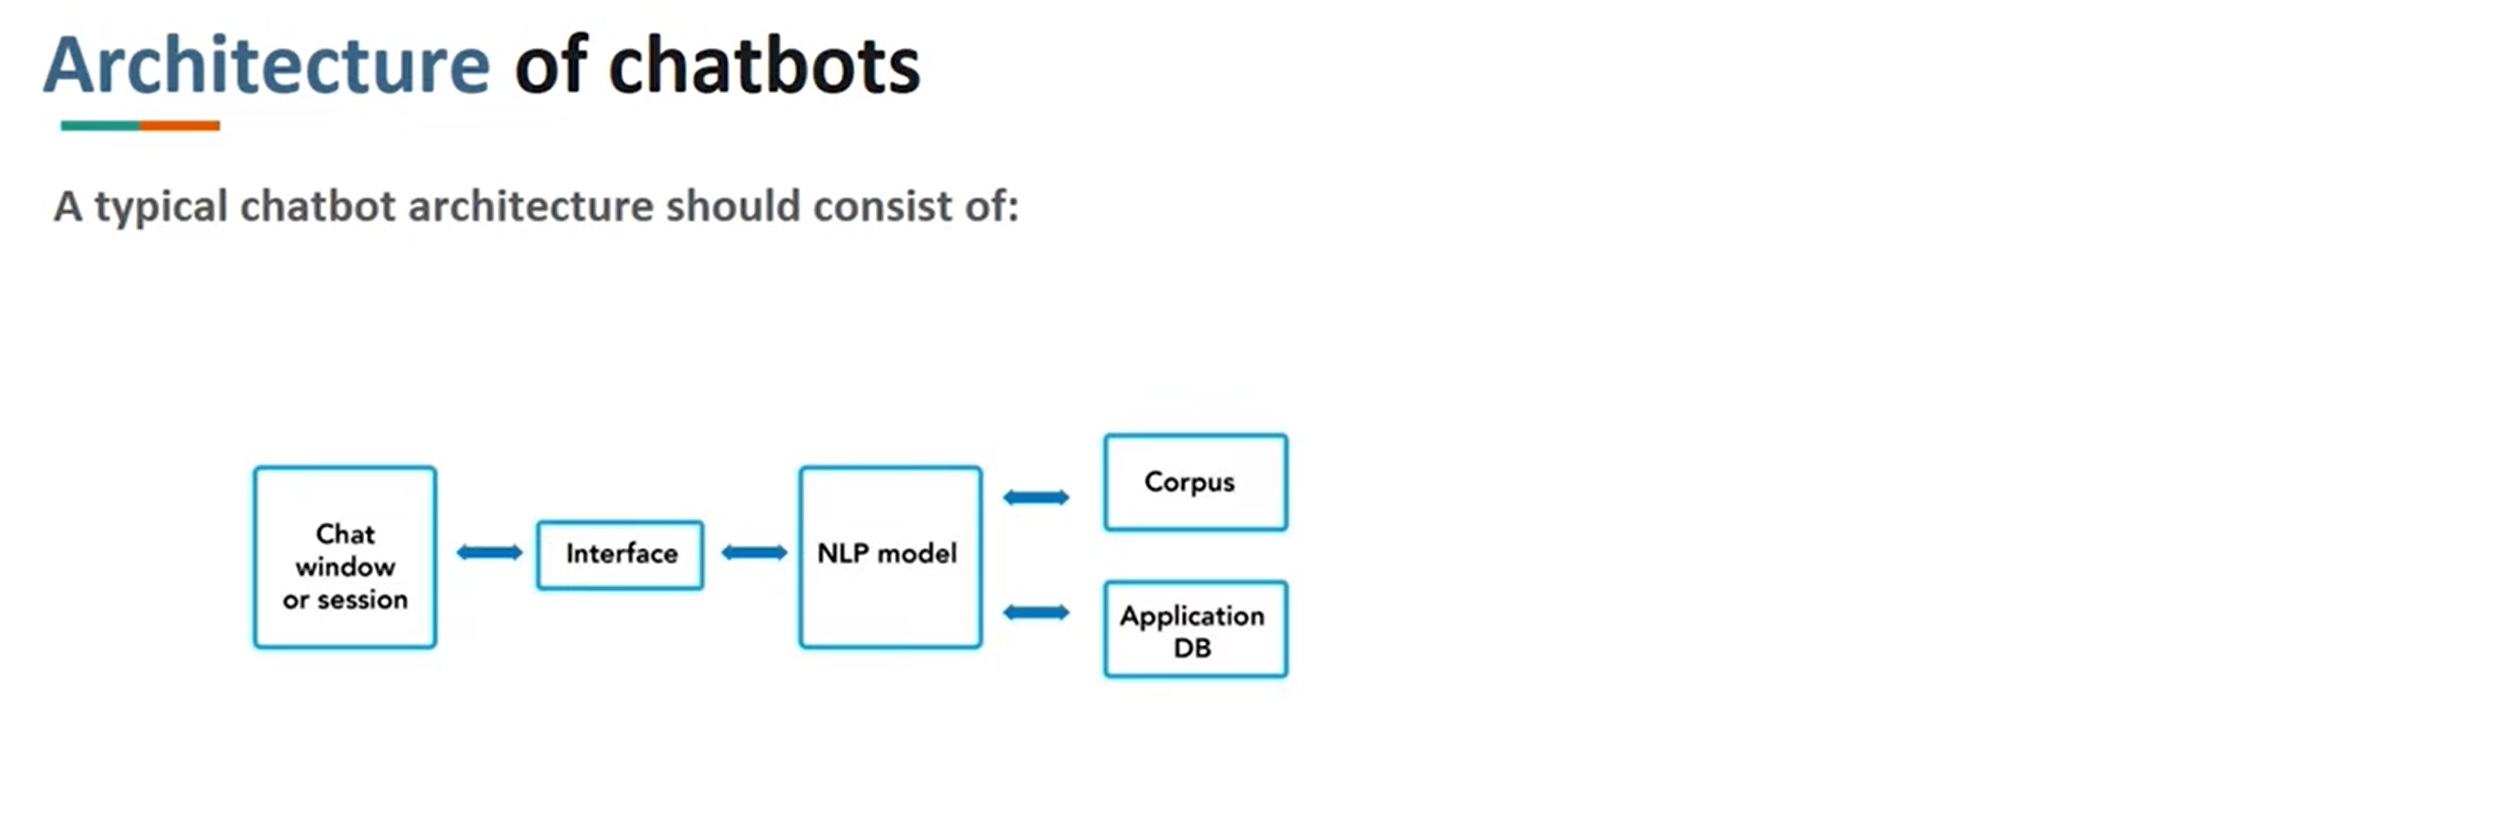 Architecture of chatbots
A typical chatbot architecture should consist of:
Chat
window
or session
Interface
NLP model
Corpus
Application
DB